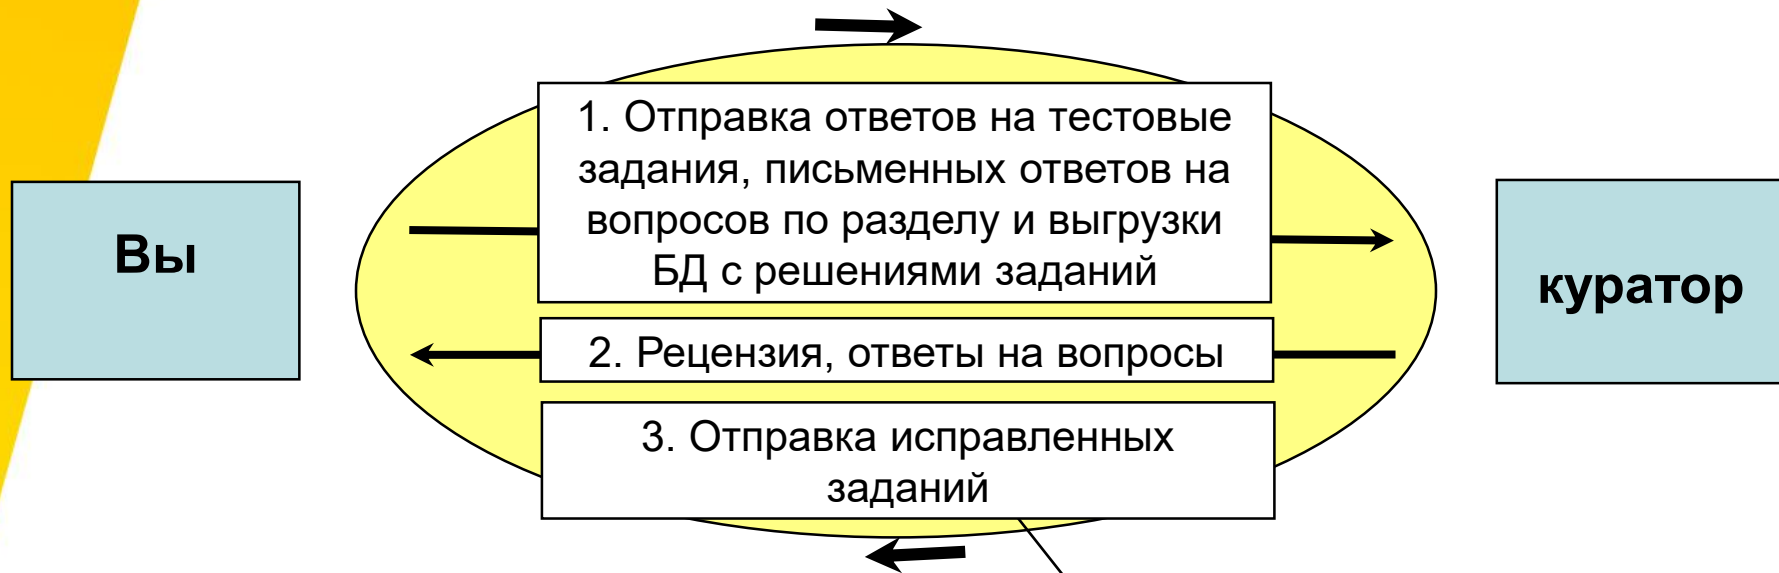 1. Отправка ответов на тестовые
задания, письменных ответов на
вопросов по разделу и выгрузки
БД с решениями заданий
Вы
куратор
2. Рецензия, ответы на вопросы
3. Отправка исправленных
заданий